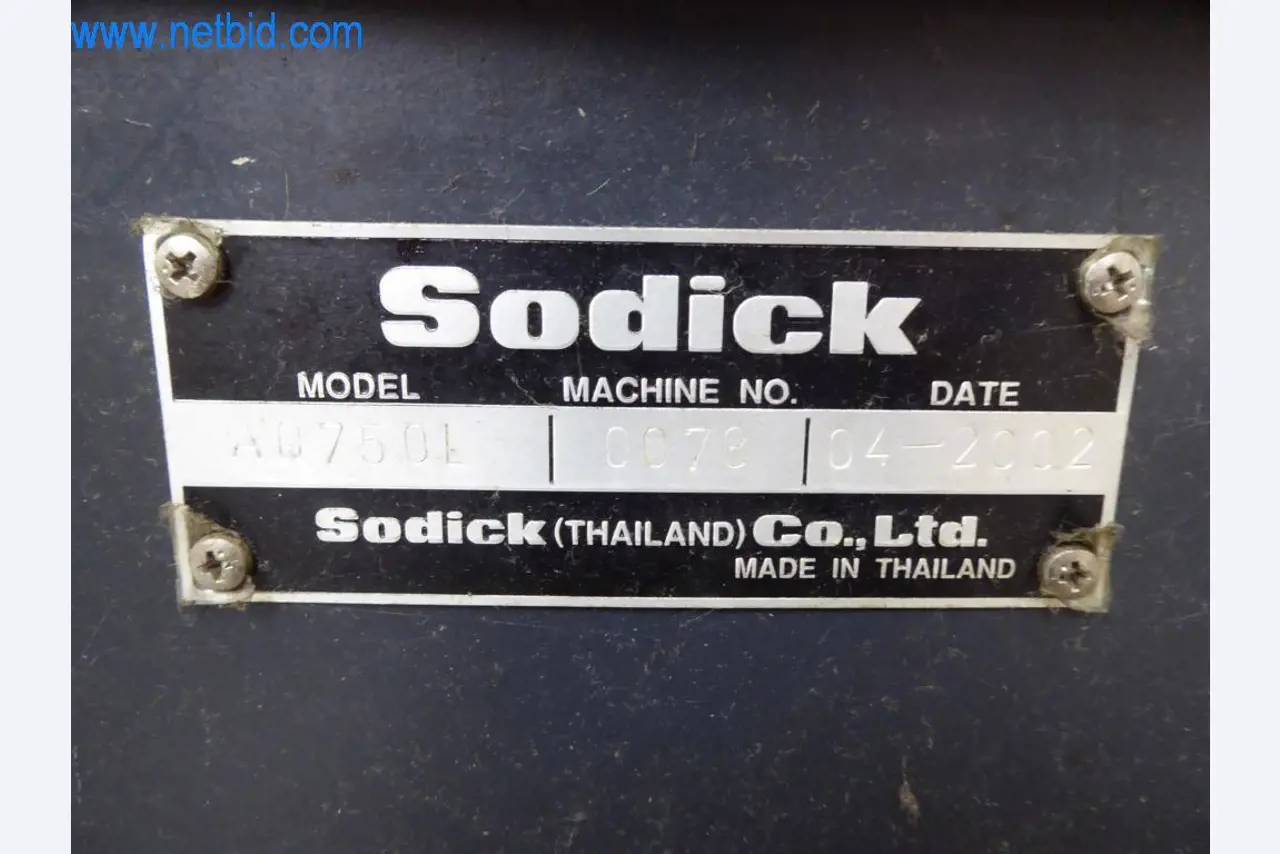 www.netbid.com
Sodick
MODEL MACHINE NO. DATE
AQ750L 0078 04-2002
Sodick (THAILAND) Co., Ltd.
MADE IN THAILAND